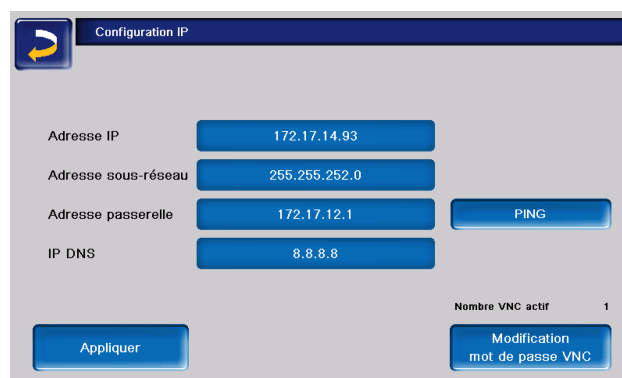 Configuration IP
Adresse IP 172.17.14.93
Adresse sous-réseau 255.255.252.0
Adresse passerelle 172.17.12.1 PING
IP DNS 8.8.8.8
Nombre VNC actif 1
Appliquer
Modification
mot de passe VNC